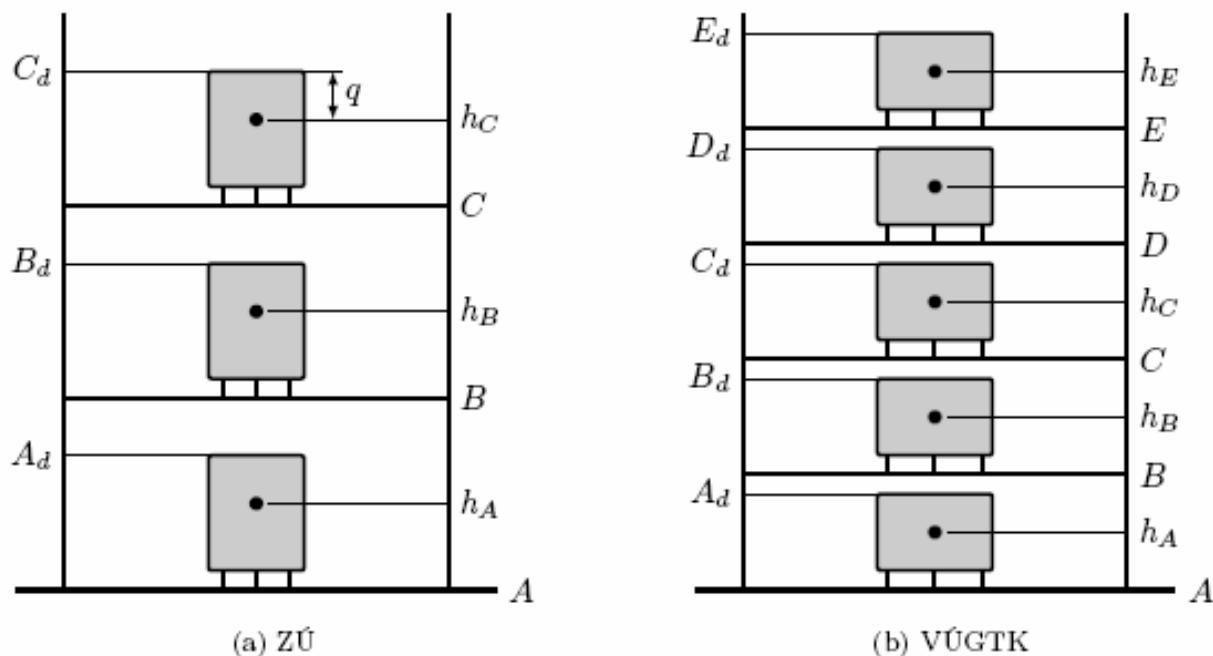 C_d
q
h_C
C
B_d
h_B
B
A_d
h_A
A
(a) ZÚ
E_d
h_E
E
D_d
h_D
D
C_d
h_C
C
B_d
h_B
B
A_d
h_A
A
(b) VÚGTK